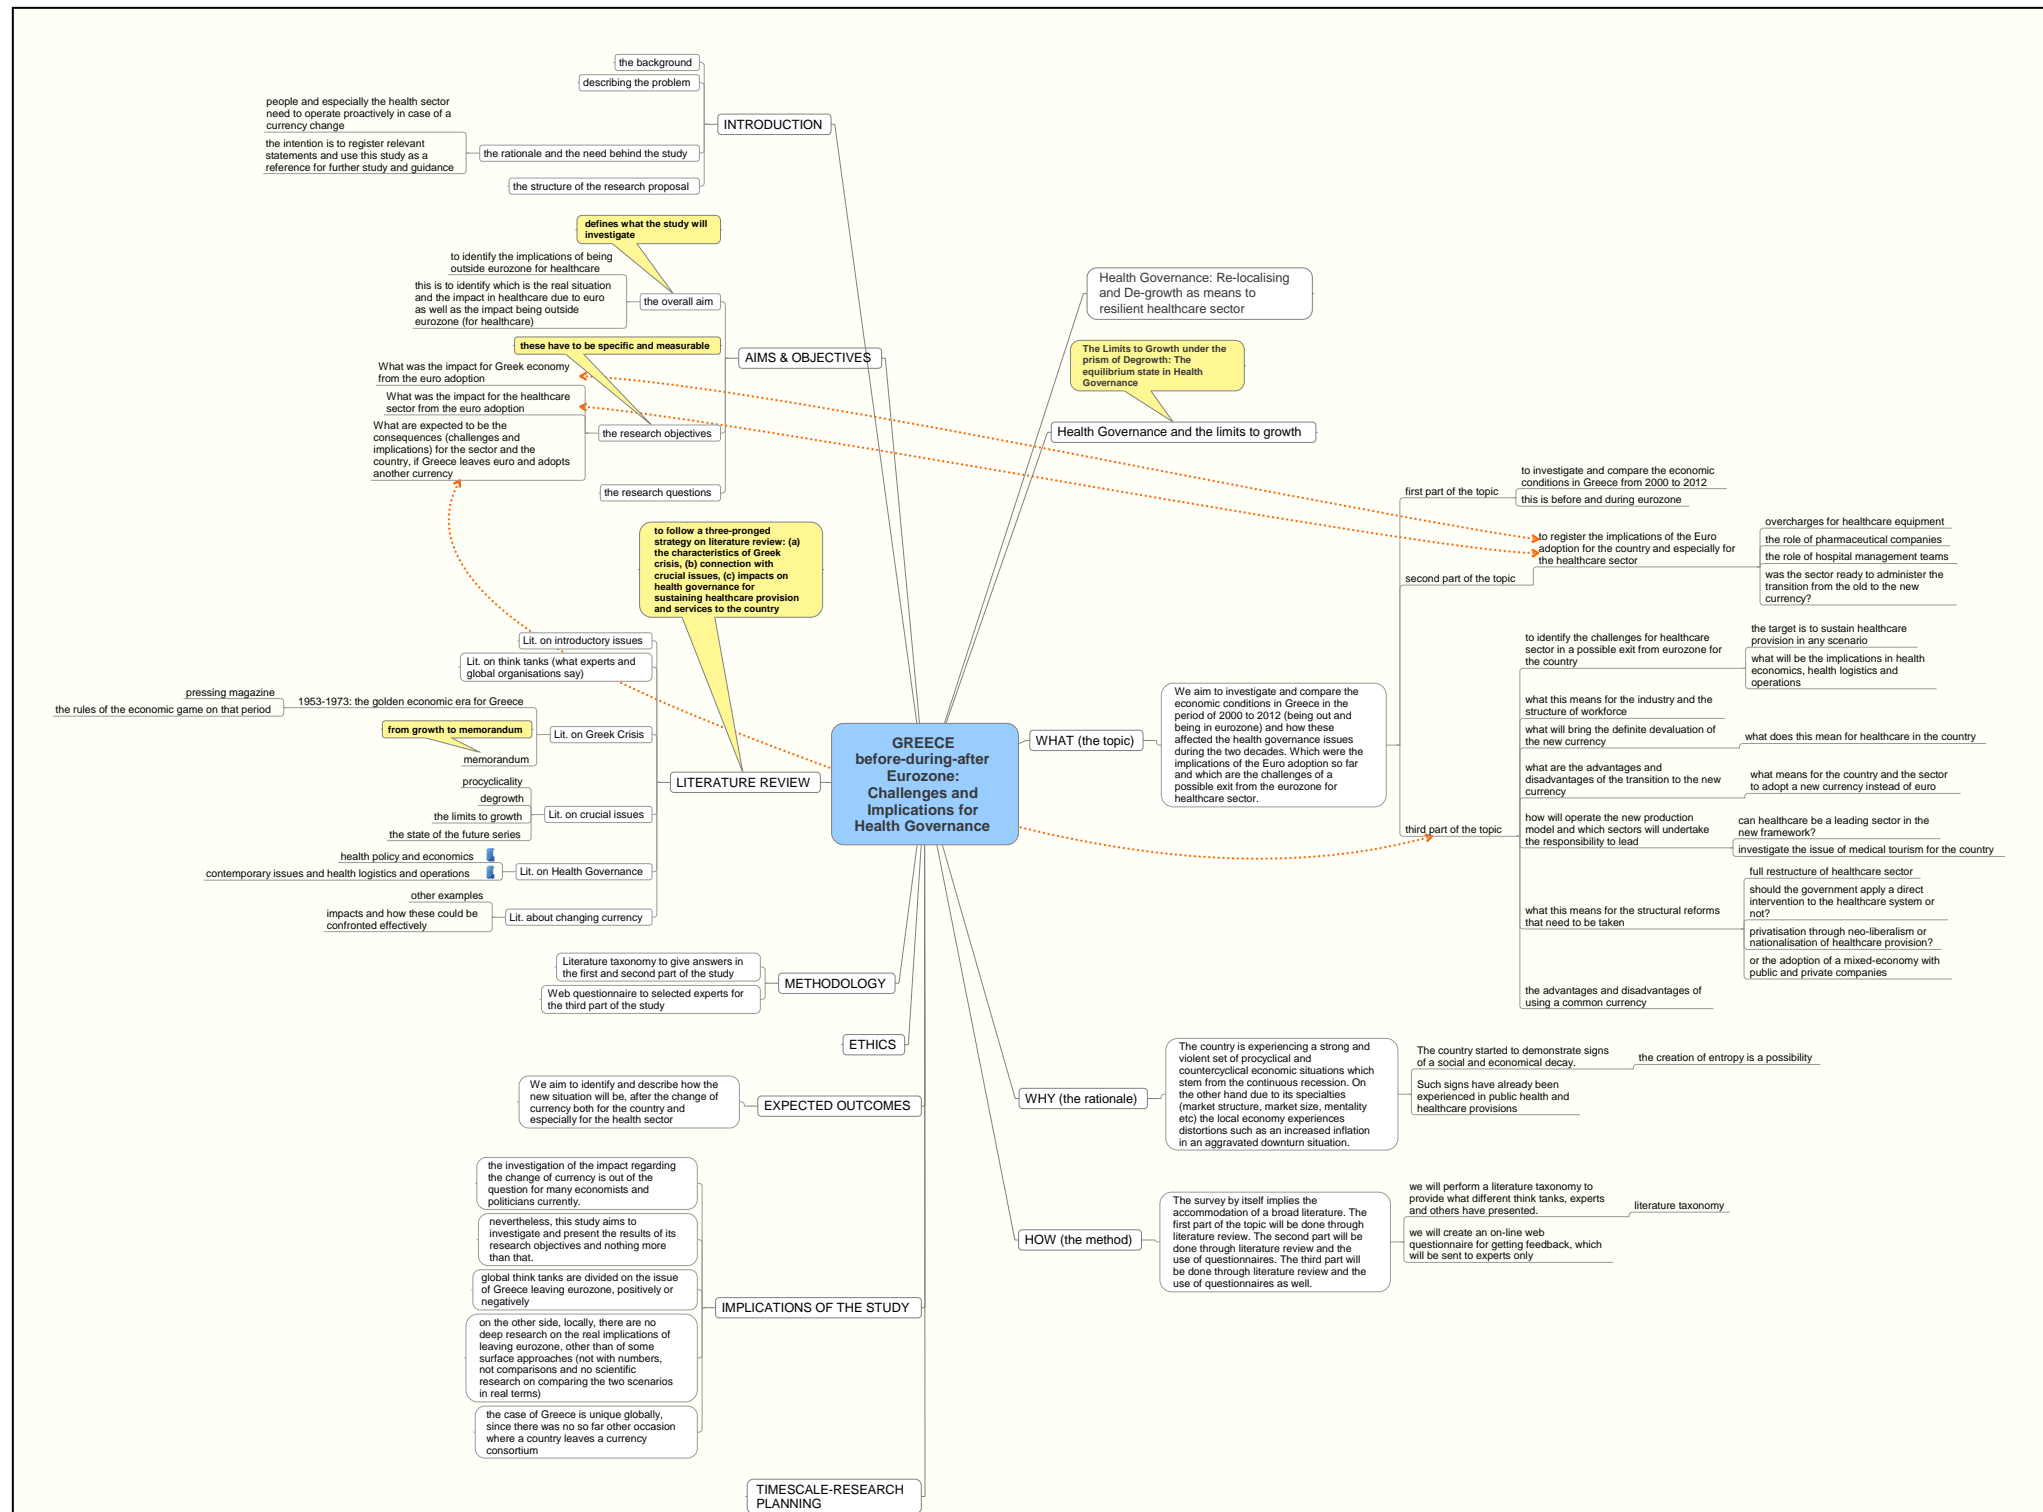 the background
describing the problem
people and especially the health sector
need to operate proactively in case of a
currency change
the intention is to register relevant
statements and use this study as a
reference for further study and guidance
the rationale and the need behind the study
the structure of the research proposal
INTRODUCTION
defines what the study will
investigate
to identify the implications of being
outside eurozone for healthcare
this is to identify which is the real situation
and the impact in healthcare due to euro
as well as the impact being outside
eurozone (for healthcare)
the overall aim
these have to be specific and measurable
AIMS & OBJECTIVES
What was the impact for Greek economy
from the euro adoption
What was the impact for the healthcare
sector from the euro adoption
What are expected to be the
consequences (challenges and
implications) for the sector and the
country, if Greece leaves euro and adopts
another currency
the research objectives
the research questions
to follow a three-pronged
strategy on literature review: (a)
the characteristics of Greek
crisis, (b) connection with
crucial issues, (c) impacts on
health governance for
sustaining healthcare provision
and services to the country
Lit. on introductory issues
Lit. on think tanks (what experts and
global organisations say)
pressing magazine
the rules of the economic game on that period
1953-1973: the golden economic era for Greece
from growth to memorandum
memorandum
Lit. on Greek Crisis
LITERATURE REVIEW
procyclicality
degrowth
the limits to growth
the state of the future series
Lit. on crucial issues
health policy and economics
contemporary issues and health logistics and operations
Lit. on Health Governance
other examples
impacts and how these could be
confronted effectively
Lit. about changing currency
Literature taxonomy to give answers in
the first and second part of the study
Web questionnaire to selected experts for
the third part of the study
METHODOLOGY
ETHICS
We aim to identify and describe how the
new situation will be, after the change of
currency both for the country and
especially for the health sector
EXPECTED OUTCOMES
the investigation of the impact regarding
the change of currency is out of the
question for many economists and
politicians currently.
nevertheless, this study aims to
investigate and present the results of its
research objectives and nothing more
than that.
global think tanks are divided on the issue
of Greece leaving eurozone, positively or
negatively
on the other side, locally, there are no
deep research on the real implications of
leaving eurozone, other than of some
surface approaches (not with numbers,
not comparisons and no scientific
research on comparing the two scenarios
in real terms)
the case of Greece is unique globally,
since there was no so far other occasion
where a country leaves a currency
consortium
IMPLICATIONS OF THE STUDY
TIMESCALE-RESEARCH
PLANNING
GREECE
before-during-after
Eurozone:
Challenges and
Implications for
Health Governance
Health Governance: Re-localising
and De-growth as means to
resilient healthcare sector
The Limits to Growth under the
prism of Degrowth: The
equilibrium state in Health
Governance
Health Governance and the limits to growth
WHAT (the topic)
We aim to investigate and compare the
economic conditions in Greece in the
period of 2000 to 2012 (being out and
being in eurozone) and how these
affected the health governance issues
during the two decades. Which were the
implications of the Euro adoption so far
and which are the challenges of a
possible exit from the eurozone for
healthcare sector.
first part of the topic
to investigate and compare the economic
conditions in Greece from 2000 to 2012
this is before and during eurozone
second part of the topic
to register the implications of the Euro
adoption for the country and especially for
the healthcare sector
overcharges for healthcare equipment
the role of pharmaceutical companies
the role of hospital management teams
was the sector ready to administer the
transition from the old to the new
currency?
third part of the topic
to identify the challenges for healthcare
sector in a possible exit from eurozone for
the country
the target is to sustain healthcare
provision in any scenario
what will be the implications in health
economics, health logistics and
operations
what this means for the industry and the
structure of workforce
what will bring the definite devaluation of
the new currency
what does this mean for healthcare in the country
what are the advantages and
disadvantages of the transition to the new
currency
what means for the country and the sector
to adopt a new currency instead of euro
how will operate the new production
model and which sectors will undertake
the responsibility to lead
can healthcare be a leading sector in the
new framework?
investigate the issue of medical tourism for the country
what this means for the structural reforms
that need to be taken
full restructure of healthcare sector
should the government apply a direct
intervention to the healthcare system or
not?
privatisation through neo-liberalism or
nationalisation of healthcare provision?
or the adoption of a mixed-economy with
public and private companies
the advantages and disadvantages of
using a common currency
WHY (the rationale)
The country is experiencing a strong and
violent set of procyclical and
countercyclical economic situations which
stem from the continuous recession. On
the other hand due to its specialties
(market structure, market size, mentality
etc) the local economy experiences
distortions such as an increased inflation
in an aggravated downturn situation.
The country started to demonstrate signs
of a social and economical decay.
the creation of entropy is a possibility
Such signs have already been
experienced in public health and
healthcare provisions
HOW (the method)
The survey by itself implies the
accommodation of a broad literature. The
first part of the topic will be done through
literature review. The second part will be
done through literature review and the
use of questionnaires. The third part will
be done through literature review and the
use of questionnaires as well.
we will perform a literature taxonomy to
provide what different think tanks, experts
and others have presented.
literature taxonomy
we will create an on-line web
questionnaire for getting feedback, which
will be sent to experts only